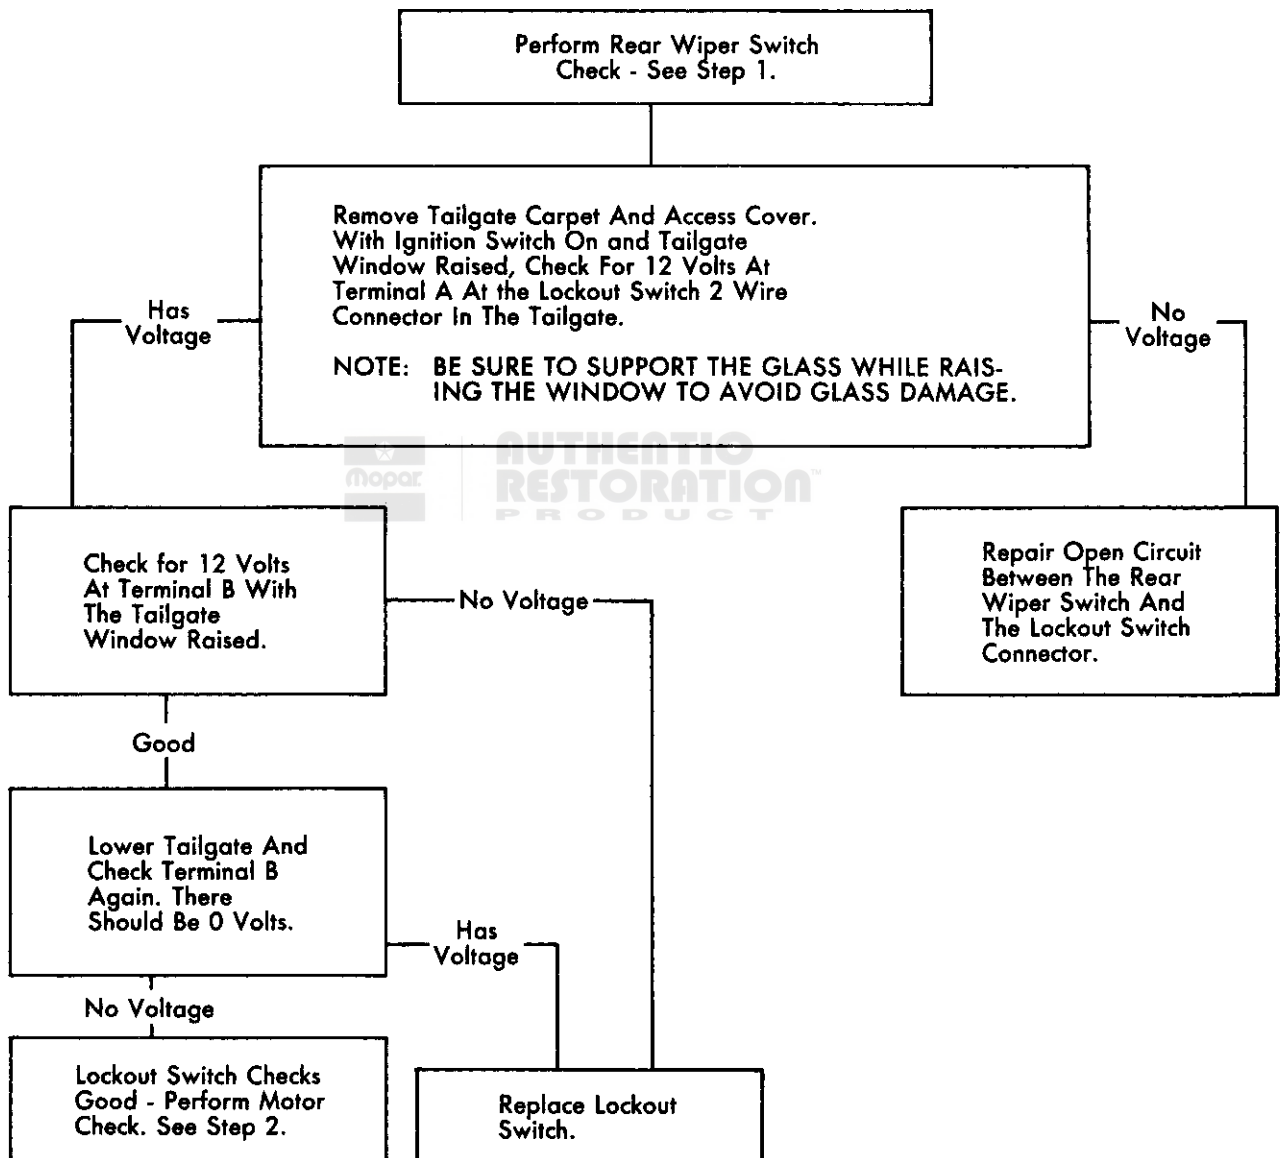 Perform Rear Wiper Switch
Check - See Step 1.
Remove Tailgate Carpet And Access Cover.
With Ignition Switch On and Tailgate
Window Raised, Check For 12 Volts At
Terminal A At the Lockout Switch 2 Wire
Connector In The Tailgate.
NOTE: BE SURE TO SUPPORT THE GLASS WHILE RAIS-
ING THE WINDOW TO AVOID GLASS DAMAGE.
Has
Voltage
No
Voltage
Mopar
AUTHENTIC
RESTORATION™
PRODUCT
Check for 12 Volts
At Terminal B With
The Tailgate
Window Raised.
No Voltage
Repair Open Circuit
Between The Rear
Wiper Switch And
The Lockout Switch
Connector.
Good
Lower Tailgate And
Check Terminal B
Again. There
Should Be 0 Volts.
Has
Voltage
No Voltage
Lockout Switch Checks
Good - Perform Motor
Check. See Step 2.
Replace Lockout
Switch.